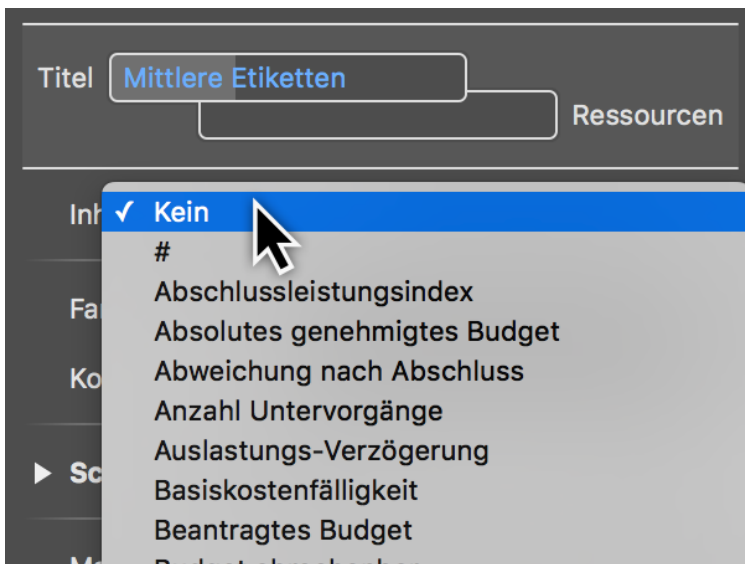 Titel Mittlere Etiketten
Ressourcen
✓ Kein
#
Abschlussleistungsindex
Absolutes genehmigtes Budget
Abweichung nach Abschluss
Anzahl Untervorgänge
Auslastungs-Verzögerung
Basiskostenfälligkeit
Beantragtes Budget